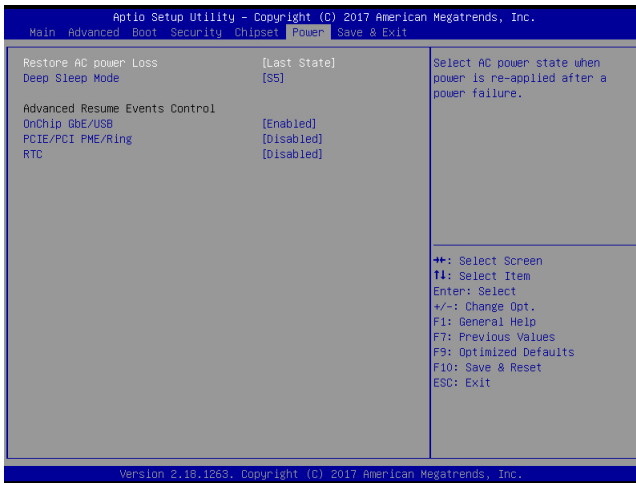 Aptio Setup Utility – Copyright (C) 2017 American Megatrends, Inc.
Main Advanced Boot Security Chipset Power Save & Exit
Restore AC power Loss [Last State]
Deep Sleep Mode [S5]
Advanced Resume Events Control
OnChip GbE/USB [Enabled]
PCIE/PCI PME/Ring [Disabled]
RTC [Disabled]
Select AC power state when
power is re-applied after a
power failure.
→←: Select Screen
↑↓: Select Item
Enter: Select
+/-: Change Opt.
F1: General Help
F7: Previous Values
F9: Optimized Defaults
F10: Save & Reset
ESC: Exit
Version 2.18.1263. Copyright (C) 2017 American Megatrends, Inc.